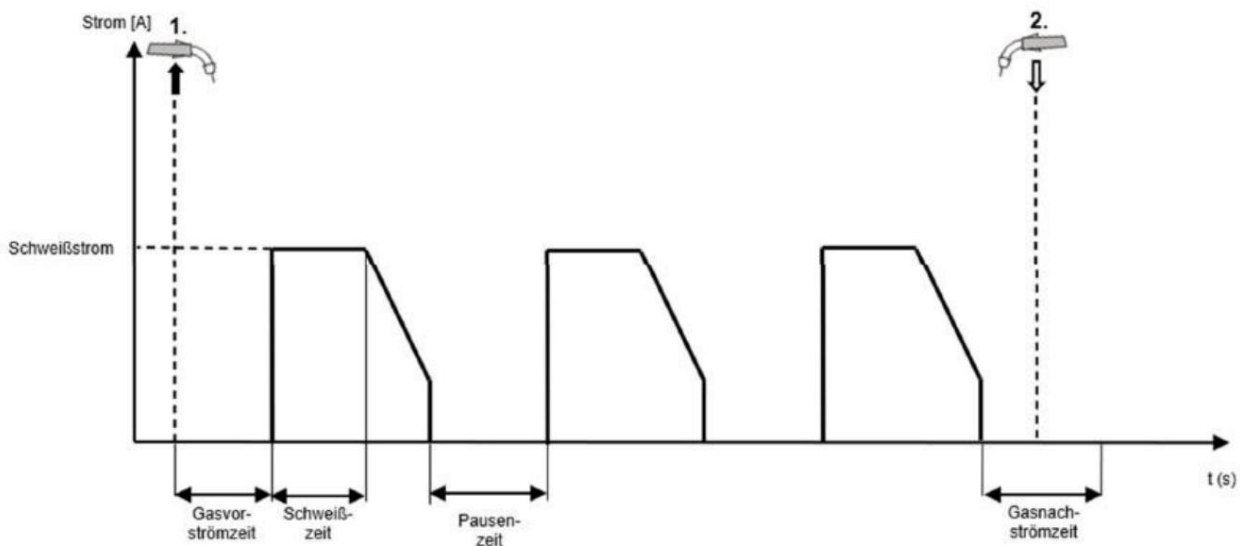 Strom [A]
1.
2.
Schweißstrom
t (s)
Gasvor-
strömzeit
Schweiß-
zeit
Pausen-
zeit
Gasnach-
strömzeit